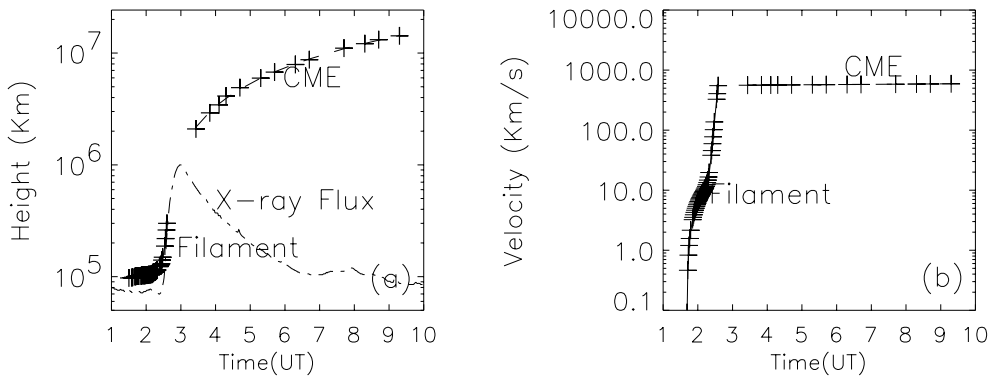 Height (Km)
10^7
10^6
10^5
CME
X-ray Flux
Filament
(a)
1 2 3 4 5 6 7 8 9 10
Time(UT)
Velocity (Km/s)
10000.0
1000.0
100.0
10.0
1.0
0.1
CME
Filament
(b)
1 2 3 4 5 6 7 8 9 10
Time(UT)